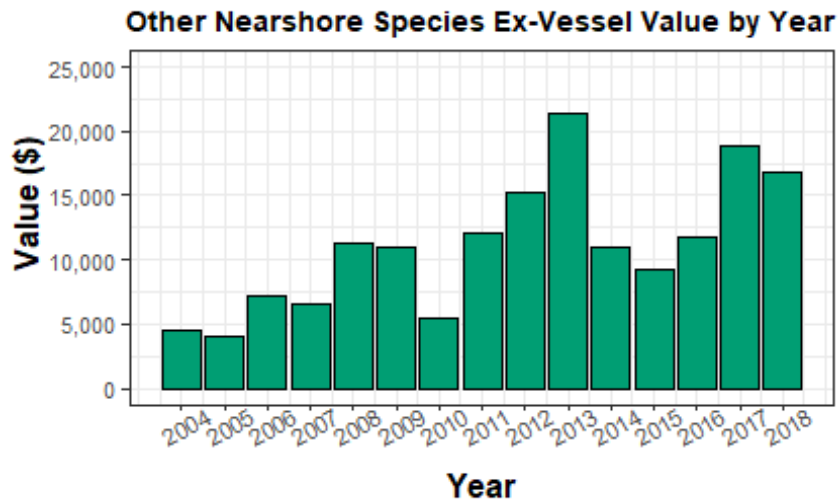 Other Nearshore Species Ex-Vessel Value by Year
Value ($)
25,000
20,000
15,000
10,000
5,000
0
2004 2005 2006 2007 2008 2009 2010 2011 2012 2013 2014 2015 2016 2017 2018
Year